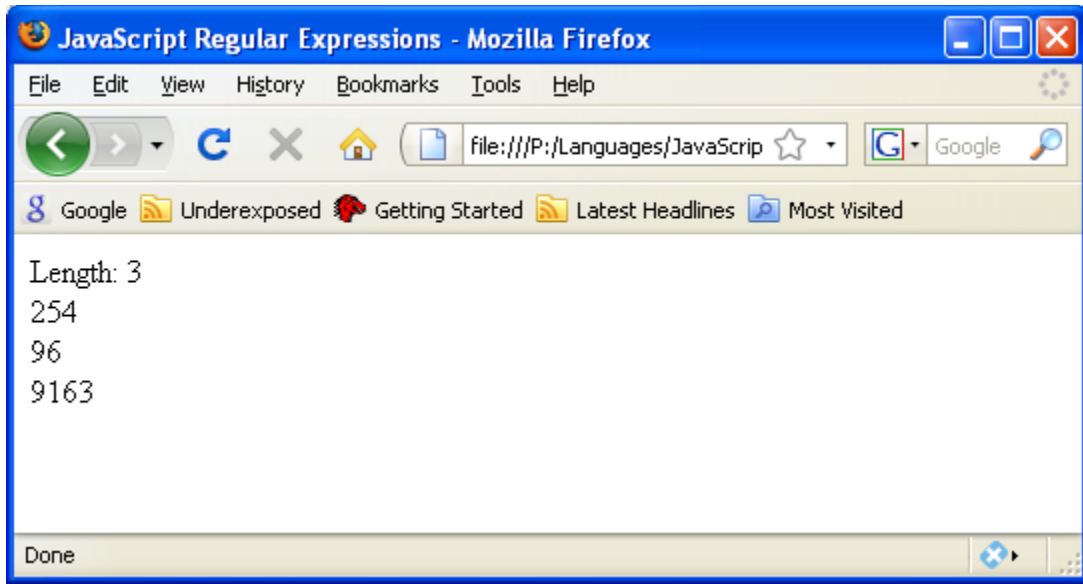 JavaScript Regular Expressions - Mozilla Firefox
File Edit View History Bookmarks Tools Help
file:///P:/Languages/JavaScrip G Google
8 Google Underexposed Getting Started Latest Headlines Most Visited
Length: 3
254
96
9163
Done